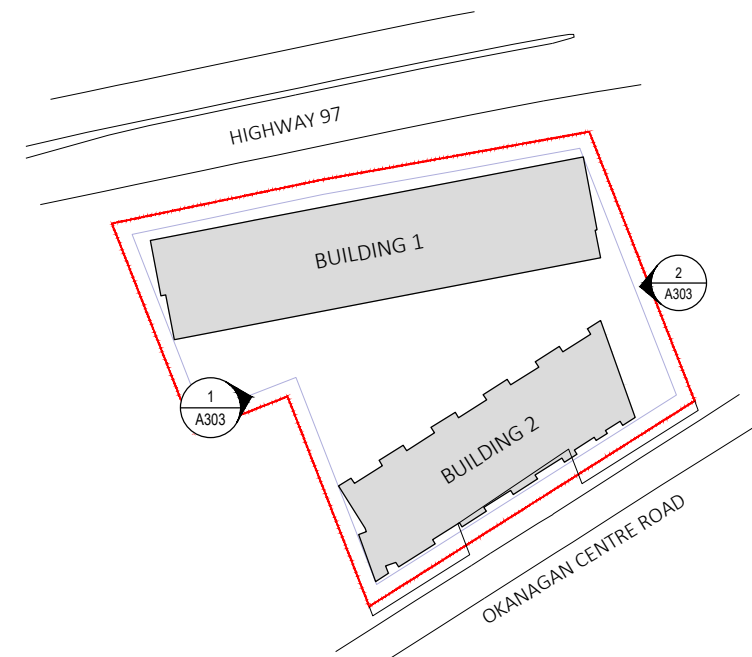 HIGHWAY 97
BUILDING 1
2
A303
1
A303
BUILDING 2
OKANAGAN CENTRE ROAD